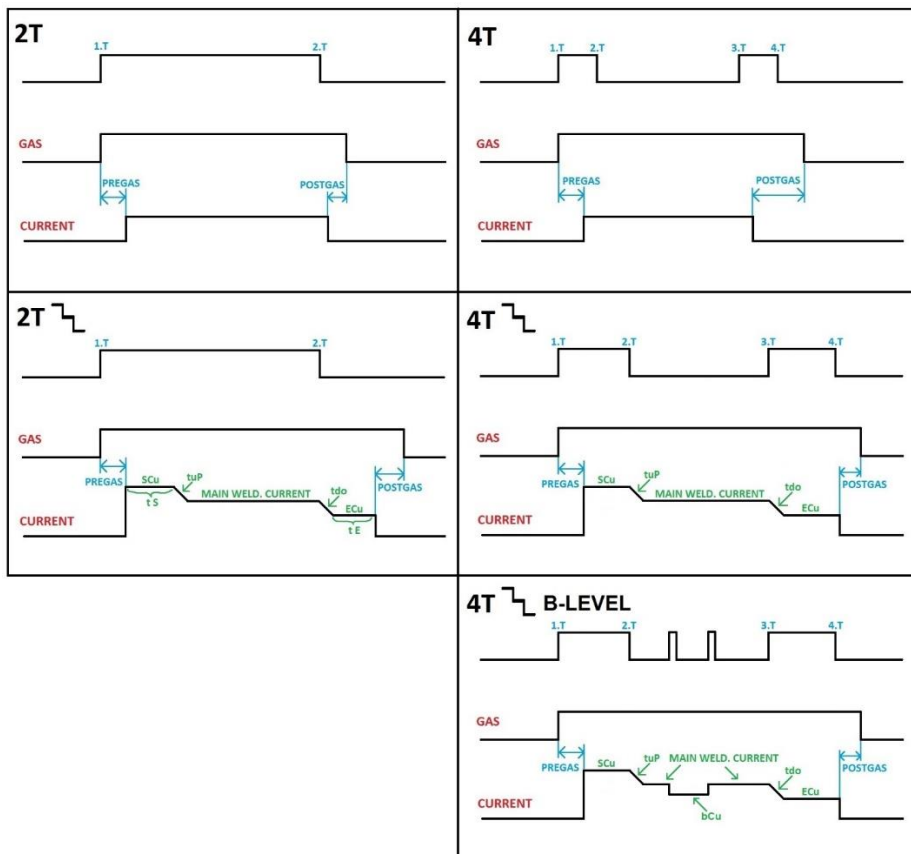 2T
1.T 2.T
GAS
PREGAS POSTGAS
CURRENT
4T
1.T 2.T 3.T 4.T
GAS
PREGAS POSTGAS
CURRENT
2T
1.T 2.T
GAS
PREGAS SCu tuP MAIN WELD. CURRENT tdo ECu POSTGAS
t S t E
CURRENT
4T
1.T 2.T 3.T 4.T
GAS
PREGAS SCu tuP MAIN WELD. CURRENT tdo ECu POSTGAS
CURRENT
4T B-LEVEL
1.T 2.T 3.T 4.T
GAS
PREGAS SCu tuP MAIN WELD. CURRENT tdo ECu POSTGAS
CURRENT
bCu